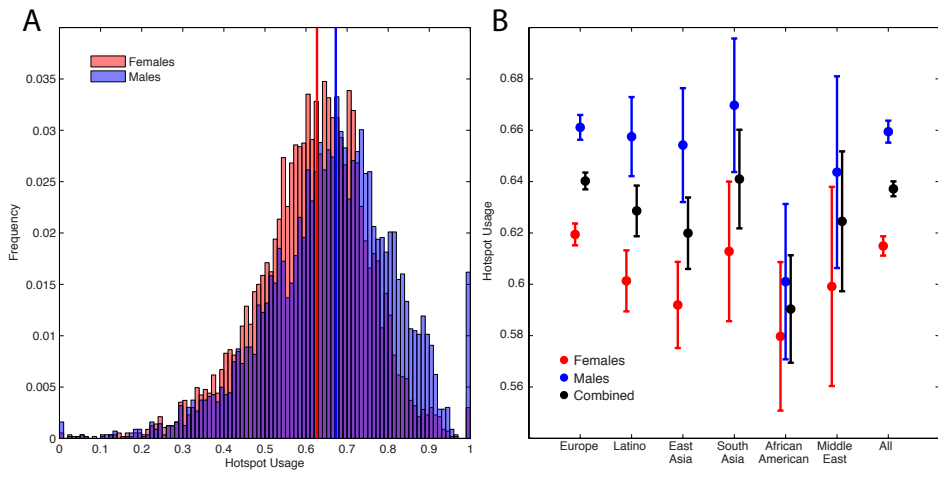 A
Females
Males
Frequency
0.035
0.03
0.025
0.02
0.015
0.01
0.005
0
0 0.1 0.2 0.3 0.4 0.5 0.6 0.7 0.8 0.9 1
Hotspot Usage
B
Hotspot Usage
0.68
0.66
0.64
0.62
0.6
0.58
0.56
Females
Males
Combined
Europe Latino East South African Middle All
Asia Asia American East